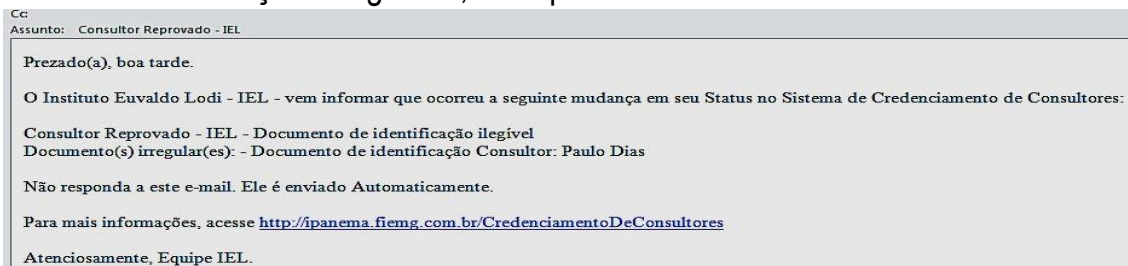 Cc:
Assunto: Consultor Reprovado - IEL
Prezado(a), boa tarde.
O Instituto Euvaldo Lodi - IEL - vem informar que ocorreu a seguinte mudança em seu Status no Sistema de Credenciamento de Consultores:
Consultor Reprovado - IEL - Documento de identificação ilegível
Documento(s) irregular(es): - Documento de identificação Consultor: Paulo Dias
Não responda a este e-mail. Ele é enviado Automaticamente.
Para mais informações, acesse http://ipanema.fiemg.com.br/CredenciamentoDeConsultores
Atenciosamente, Equipe IEL.